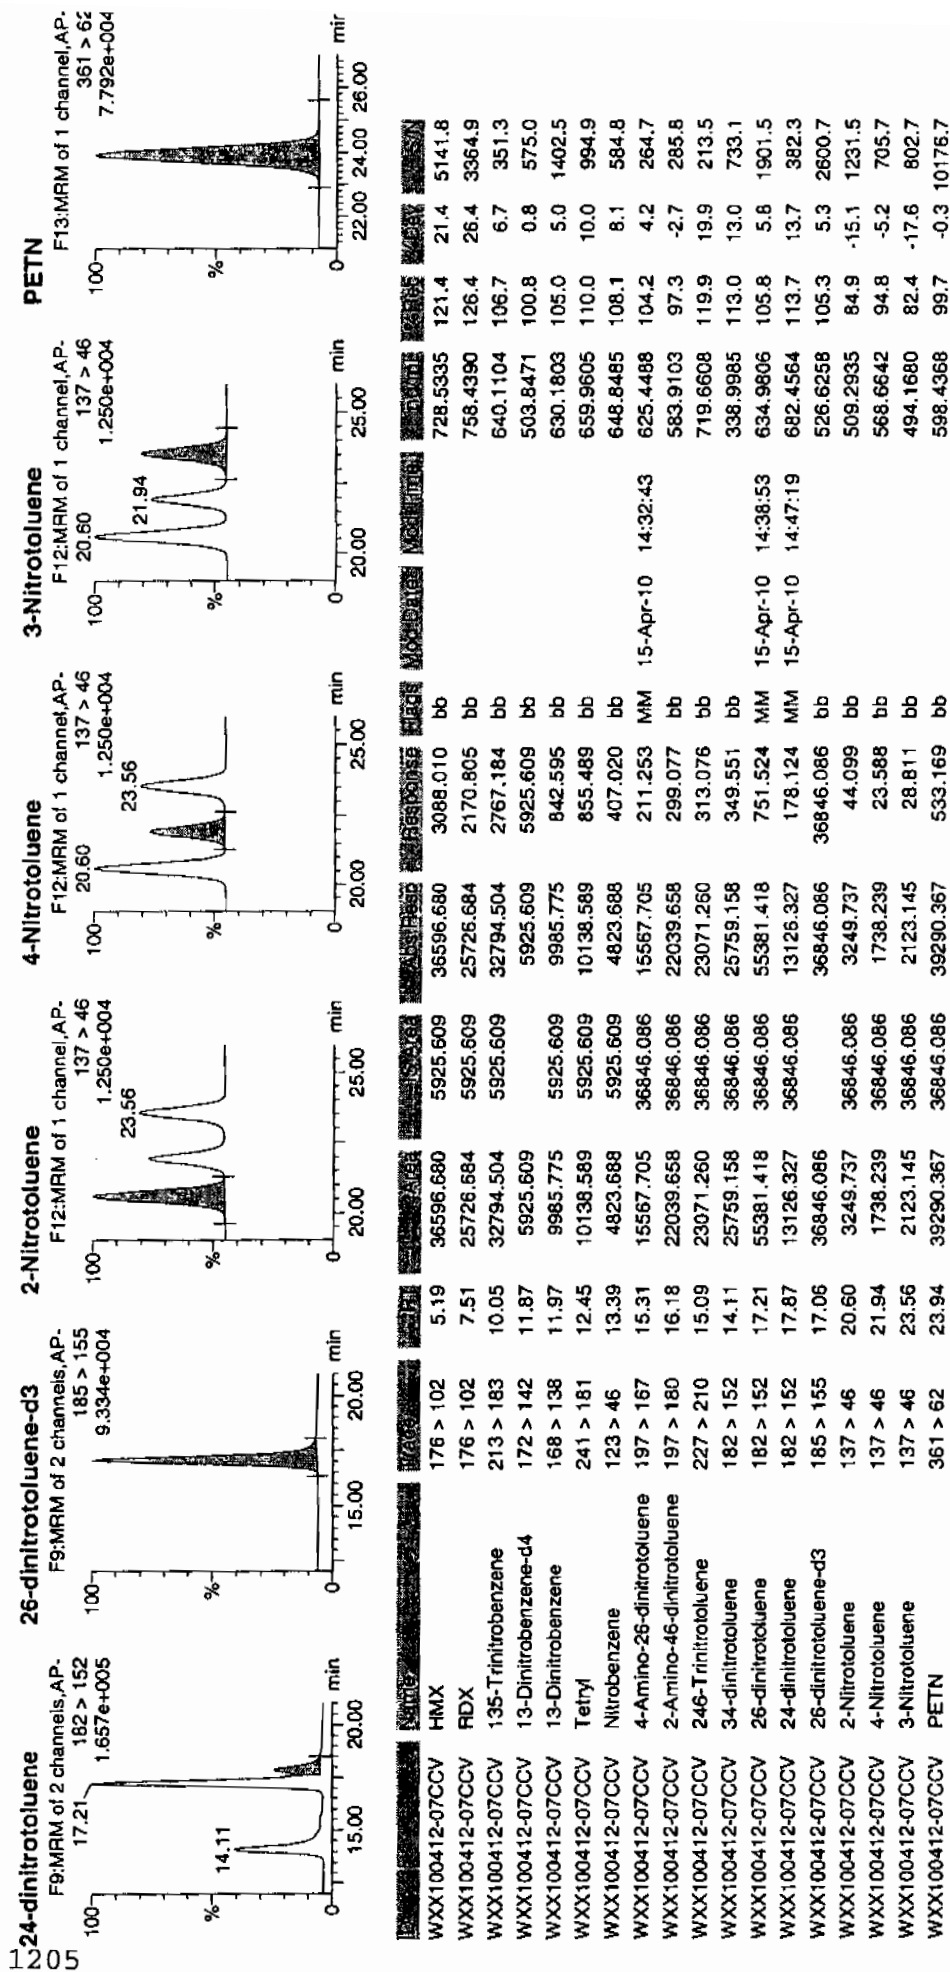 1205
24-dinitrotoluene
F9:MRM of 2 channels,AP-
182 > 152
1.657e+005
100
17.21
14.11
%
0
15.00 20.00 min
26-dinitrotoluene-d3
F9:MRM of 2 channels,AP-
185 > 155
9.334e+004
100
%
0
15.00 20.00 min
2-Nitrotoluene
F12:MRM of 1 channel,AP-
137 > 46
1.250e+004
100
23.56
%
0
20.00 25.00 min
4-Nitrotoluene
F12:MRM of 1 channel,AP-
20.60 137 > 46
1.250e+004
100
23.56
%
0
20.00 25.00 min
3-Nitrotoluene
F12:MRM of 1 channel,AP-
20.60 137 > 46
1.250e+004
100
21.94
%
0
20.00 25.00 min
PETN
F13:MRM of 1 channel,AP-
361 > 62
7.792e+004
100
%
0
22.00 24.00 26.00 min
Name Area Abs.Resp Response Flags Mod.Dates Mod.Time
WXX100412-07CCV HMX 176 > 102 5.19 36596.680 5925.609 36596.680 3088.010 bb 728.5335 121.4 21.4 5141.8
WXX100412-07CCV RDX 176 > 102 7.51 25726.684 5925.609 25726.684 2170.805 bb 758.4390 126.4 26.4 3364.9
WXX100412-07CCV 135-Trinitrobenzene 213 > 183 10.05 32794.504 5925.609 32794.504 2767.184 bb 640.1104 106.7 6.7 351.3
WXX100412-07CCV 13-Dinitrobenzene-d4 172 > 142 11.87 5925.609 5925.609 5925.609 bb 503.8471 100.8 0.8 575.0
WXX100412-07CCV 13-Dinitrobenzene 168 > 138 11.97 9985.775 5925.609 9985.775 842.595 bb 630.1803 105.0 5.0 1402.5
WXX100412-07CCV Tetryl 241 > 181 12.45 10138.589 5925.609 10138.589 855.489 bb 659.9605 110.0 10.0 994.9
WXX100412-07CCV Nitrobenzene 123 > 46 13.39 4823.688 5925.609 4823.688 407.020 bb 648.8485 108.1 8.1 584.8
WXX100412-07CCV 4-Amino-26-dinitrotoluene 197 > 167 15.31 15567.705 36846.086 15567.705 211.253 MM 15-Apr-10 14:32:43 625.4488 104.2 4.2 264.7
WXX100412-07CCV 2-Amino-46-dinitrotoluene 197 > 180 16.18 22039.658 36846.086 22039.658 299.077 bb 583.9103 97.3 -2.7 285.8
WXX100412-07CCV 246-Trinitrotoluene 227 > 210 15.09 23071.260 36846.086 23071.260 313.076 bb 719.6608 119.9 19.9 213.5
WXX100412-07CCV 34-dinitrotoluene 182 > 152 14.11 25759.158 36846.086 25759.158 349.551 bb 338.9985 113.0 13.0 733.1
WXX100412-07CCV 26-dinitrotoluene 182 > 152 17.21 55381.418 36846.086 55381.418 751.524 MM 15-Apr-10 14:38:53 634.9806 105.8 5.8 1901.5
WXX100412-07CCV 24-dinitrotoluene 182 > 152 17.87 13126.327 36846.086 13126.327 178.124 MM 15-Apr-10 14:47:19 682.4564 113.7 13.7 382.3
WXX100412-07CCV 26-dinitrotoluene-d3 185 > 155 17.06 36846.086 36846.086 36846.086 bb 526.6258 105.3 5.3 2600.7
WXX100412-07CCV 2-Nitrotoluene 137 > 46 20.60 3249.737 36846.086 3249.737 44.099 bb 509.2935 84.9 -15.1 1231.5
WXX100412-07CCV 4-Nitrotoluene 137 > 46 21.94 1738.239 36846.086 1738.239 23.588 bb 568.6642 94.8 -5.2 705.7
WXX100412-07CCV 3-Nitrotoluene 137 > 46 23.56 2123.145 36846.086 2123.145 28.811 bb 494.1680 82.4 -17.6 802.7
WXX100412-07CCV PETN 361 > 62 23.94 39290.367 36846.086 39290.367 533.169 bb 598.4368 99.7 -0.3 10176.7